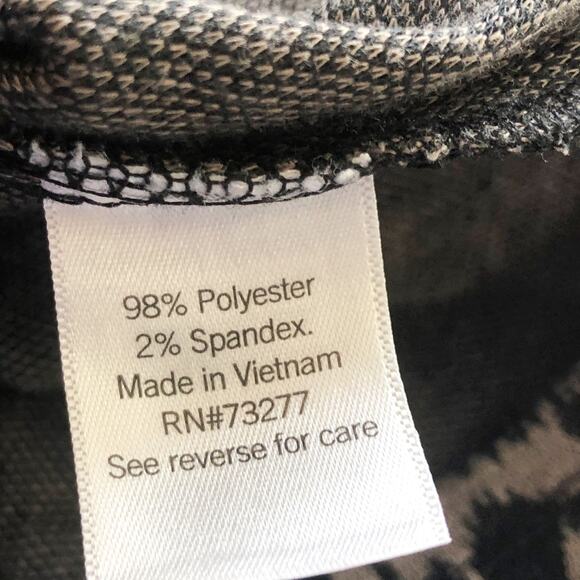 98% Polyester
2% Spandex.
Made in Vietnam
RN#73277
See reverse for care